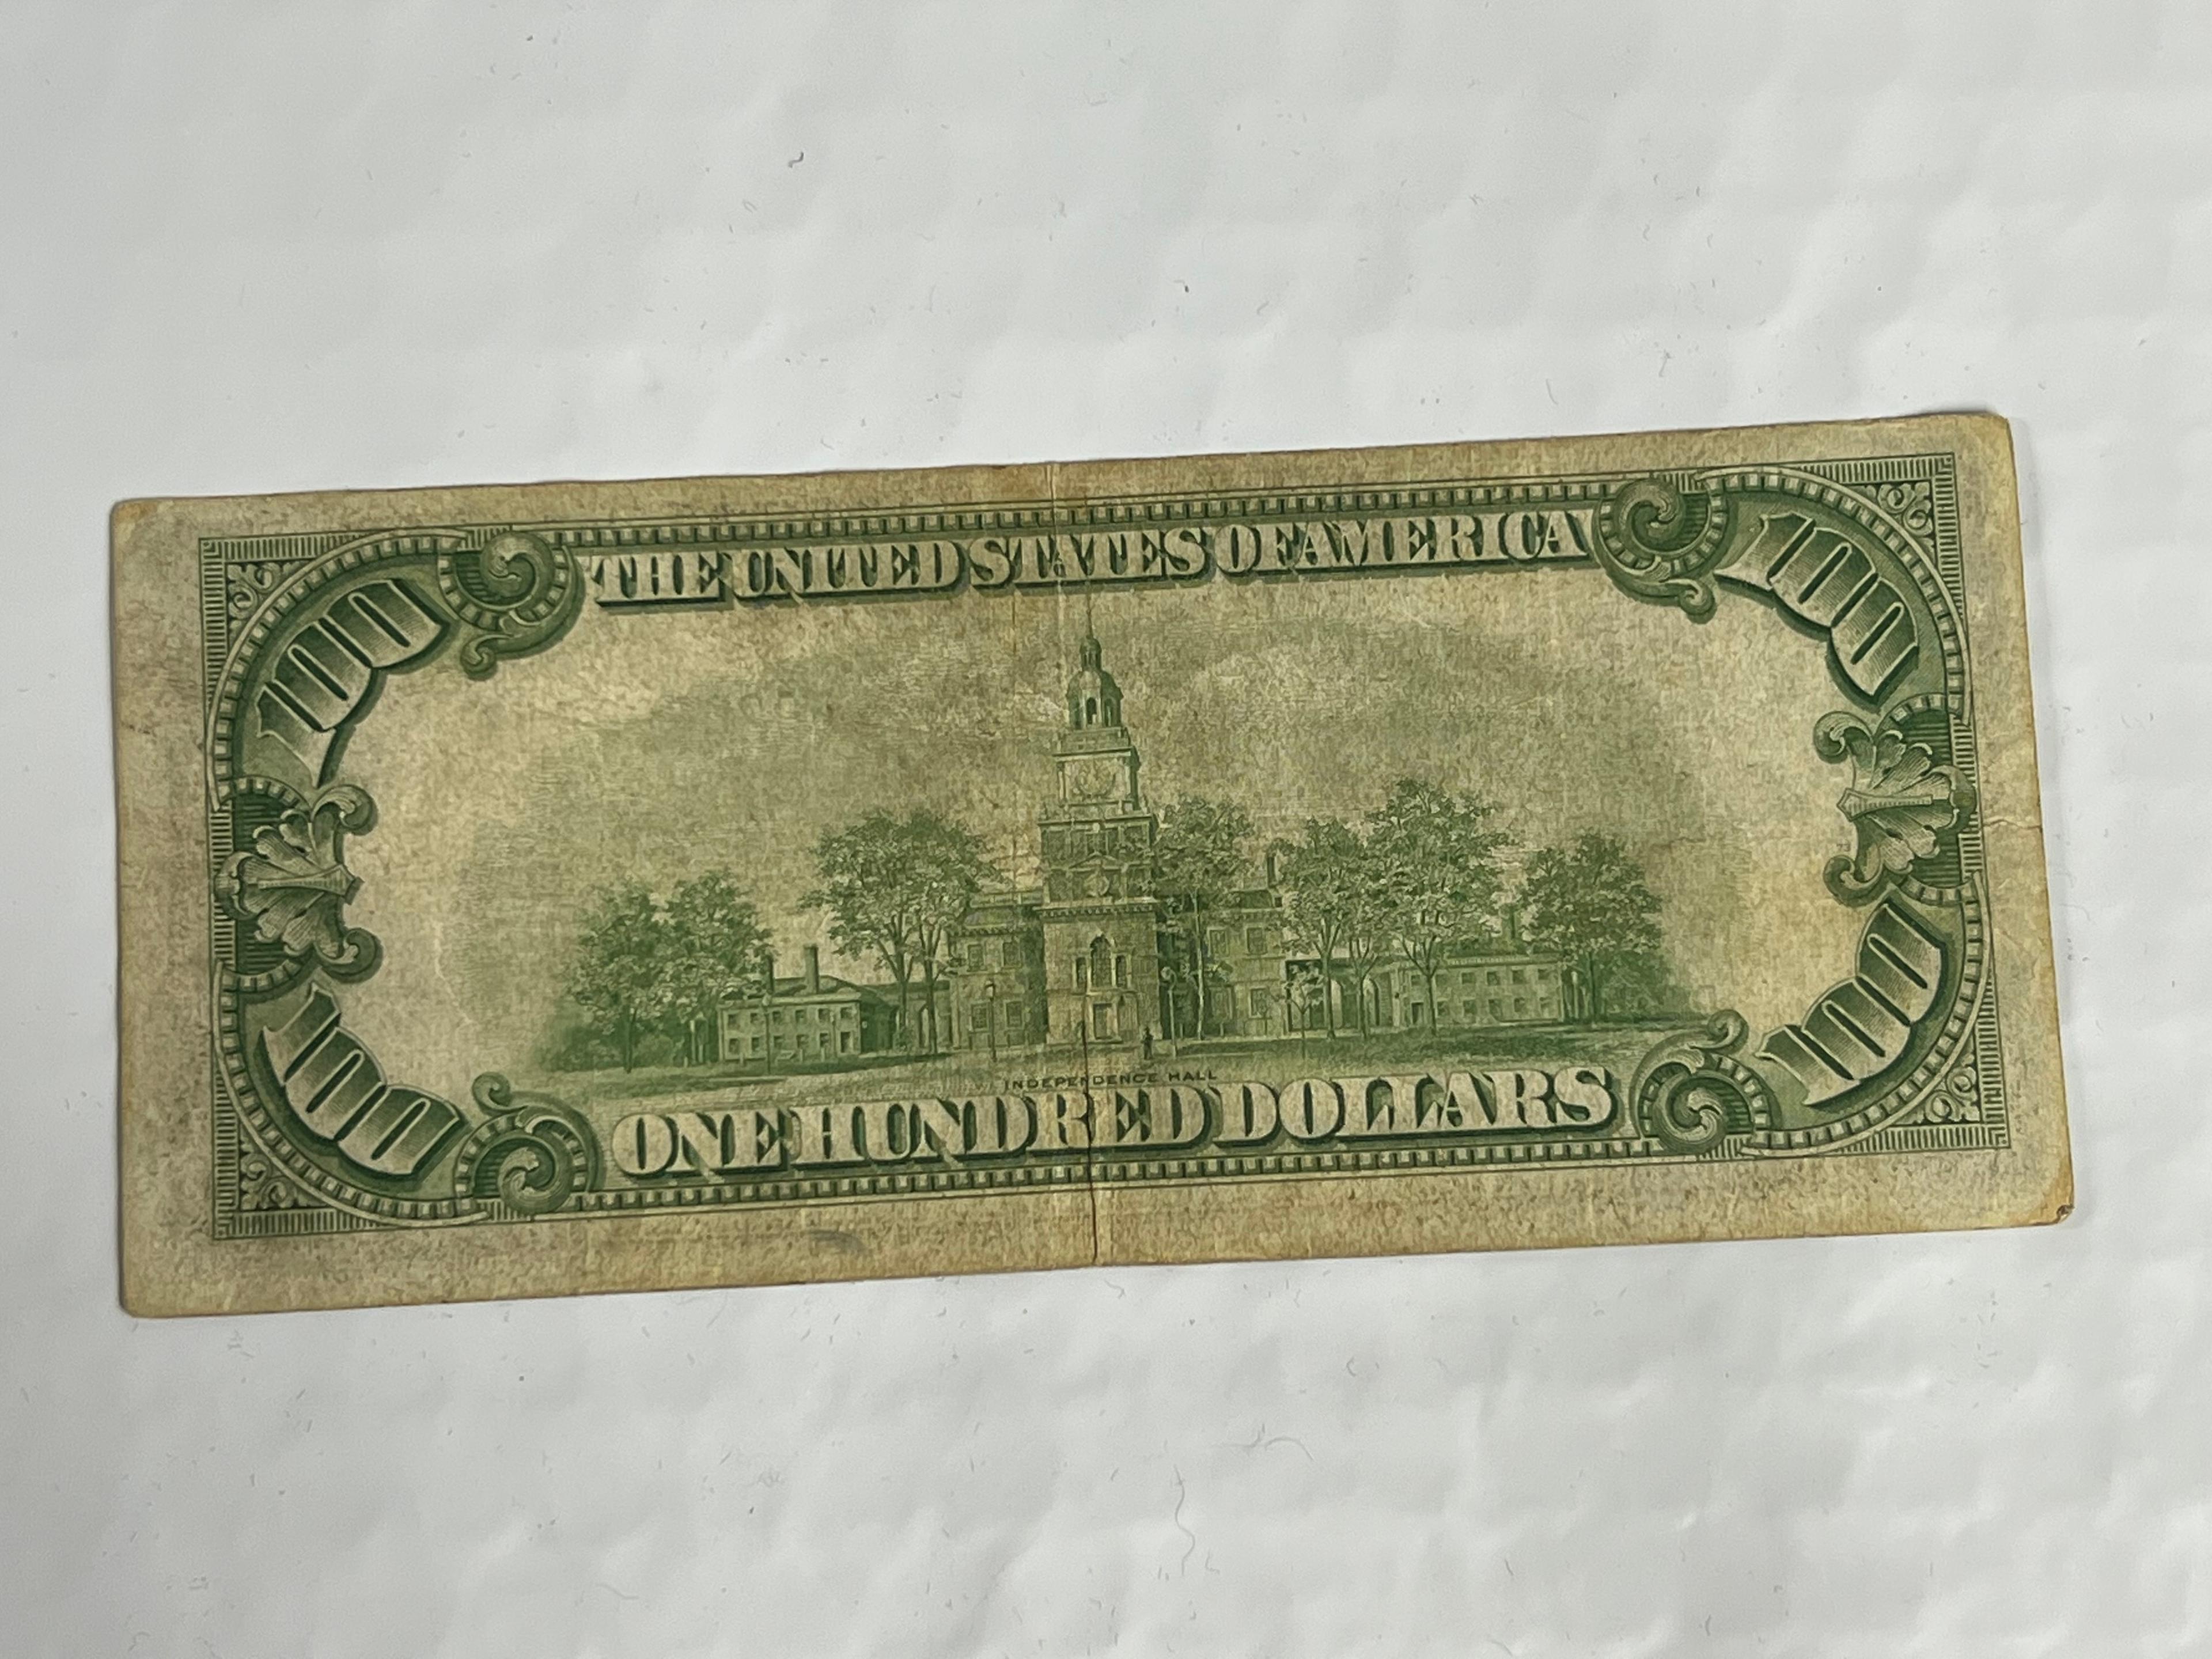 100 THE UNITED STATES OF AMERICA 100
INDEPENDENCE HALL
100 ONE HUNDRED DOLLARS 100